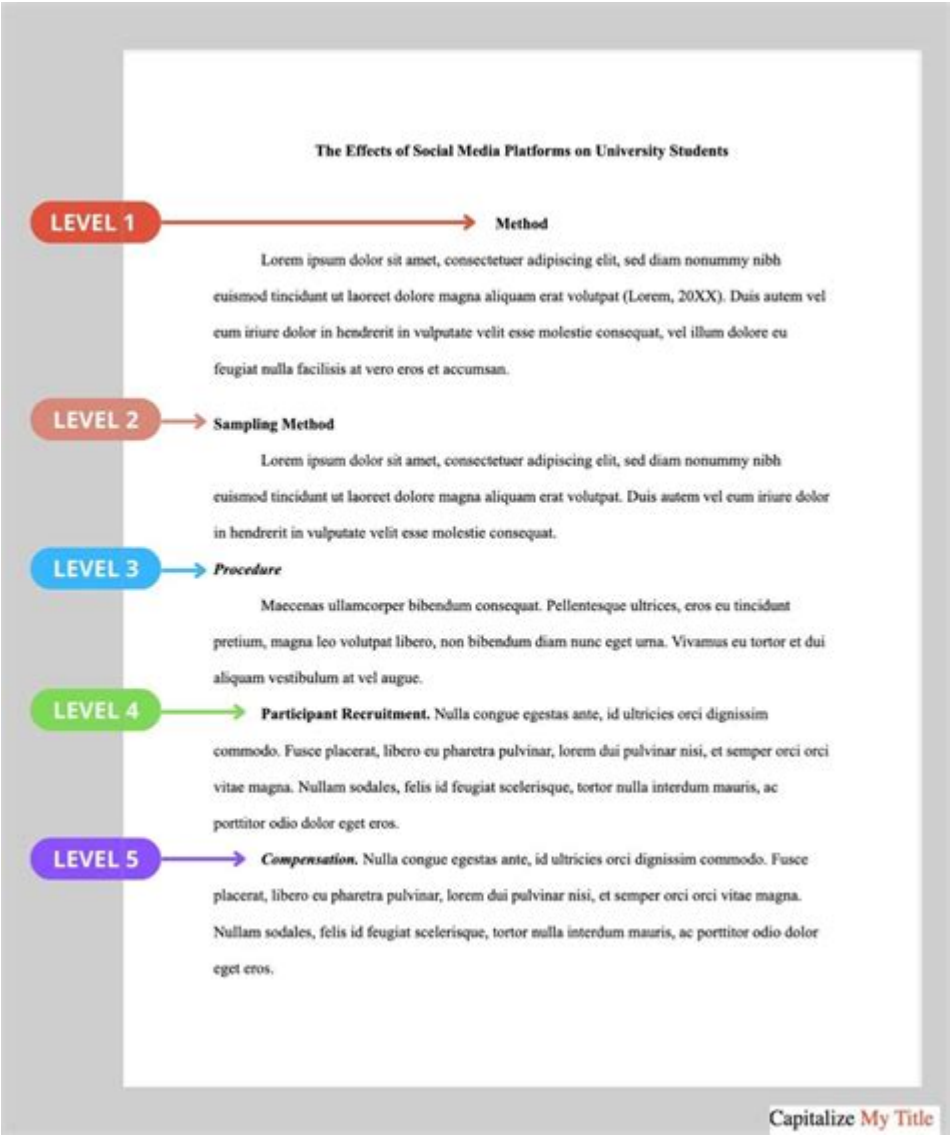 The Effects of Social Media Platforms on University Students
LEVEL 1
Method
Lorem ipsum dolor sit amet, consectetuer adipiscing elit, sed diam nonummy nibh
euismod tincidunt ut laoreet dolore magna aliquam erat volutpat (Lorem, 20XX). Duis autem vel
eum iriure dolor in hendrerit in vulputate velit esse molestie consequat, vel illum dolore eu
feugiat nulla facilisis at vero eros et accumsan.
LEVEL 2
Sampling Method
Lorem ipsum dolor sit amet, consectetuer adipiscing elit, sed diam nonummy nibh
euismod tincidunt ut laoreet dolore magna aliquam erat volutpat. Duis autem vel eum iriure dolor
in hendrerit in vulputate velit esse molestie consequat.
LEVEL 3
Procedure
Maecenas ullamcorper bibendum consequat. Pellentesque ultrices, eros eu tincidunt
pretium, magna leo volutpat libero, non bibendum diam nunc eget urna. Vivamus eu tortor et dui
aliquam vestibulum at vel augue.
LEVEL 4
Participant Recruitment. Nulla congue egestas ante, id ultricies orci dignissim
commodo. Fusce placerat, libero eu pharetra pulvinar, lorem dui pulvinar nisi, et semper orci orci
vitae magna. Nullam sodales, felis id feugiat scelerisque, tortor nulla interdum mauris, ac
porttitor odio dolor eget eros.
LEVEL 5
Compensation. Nulla congue egestas ante, id ultricies orci dignissim commodo. Fusce
placerat, libero eu pharetra pulvinar, lorem dui pulvinar nisi, et semper orci orci vitae magna.
Nullam sodales, felis id feugiat scelerisque, tortor nulla interdum mauris, ac porttitor odio dolor
eget eros.
Capitalize My Title